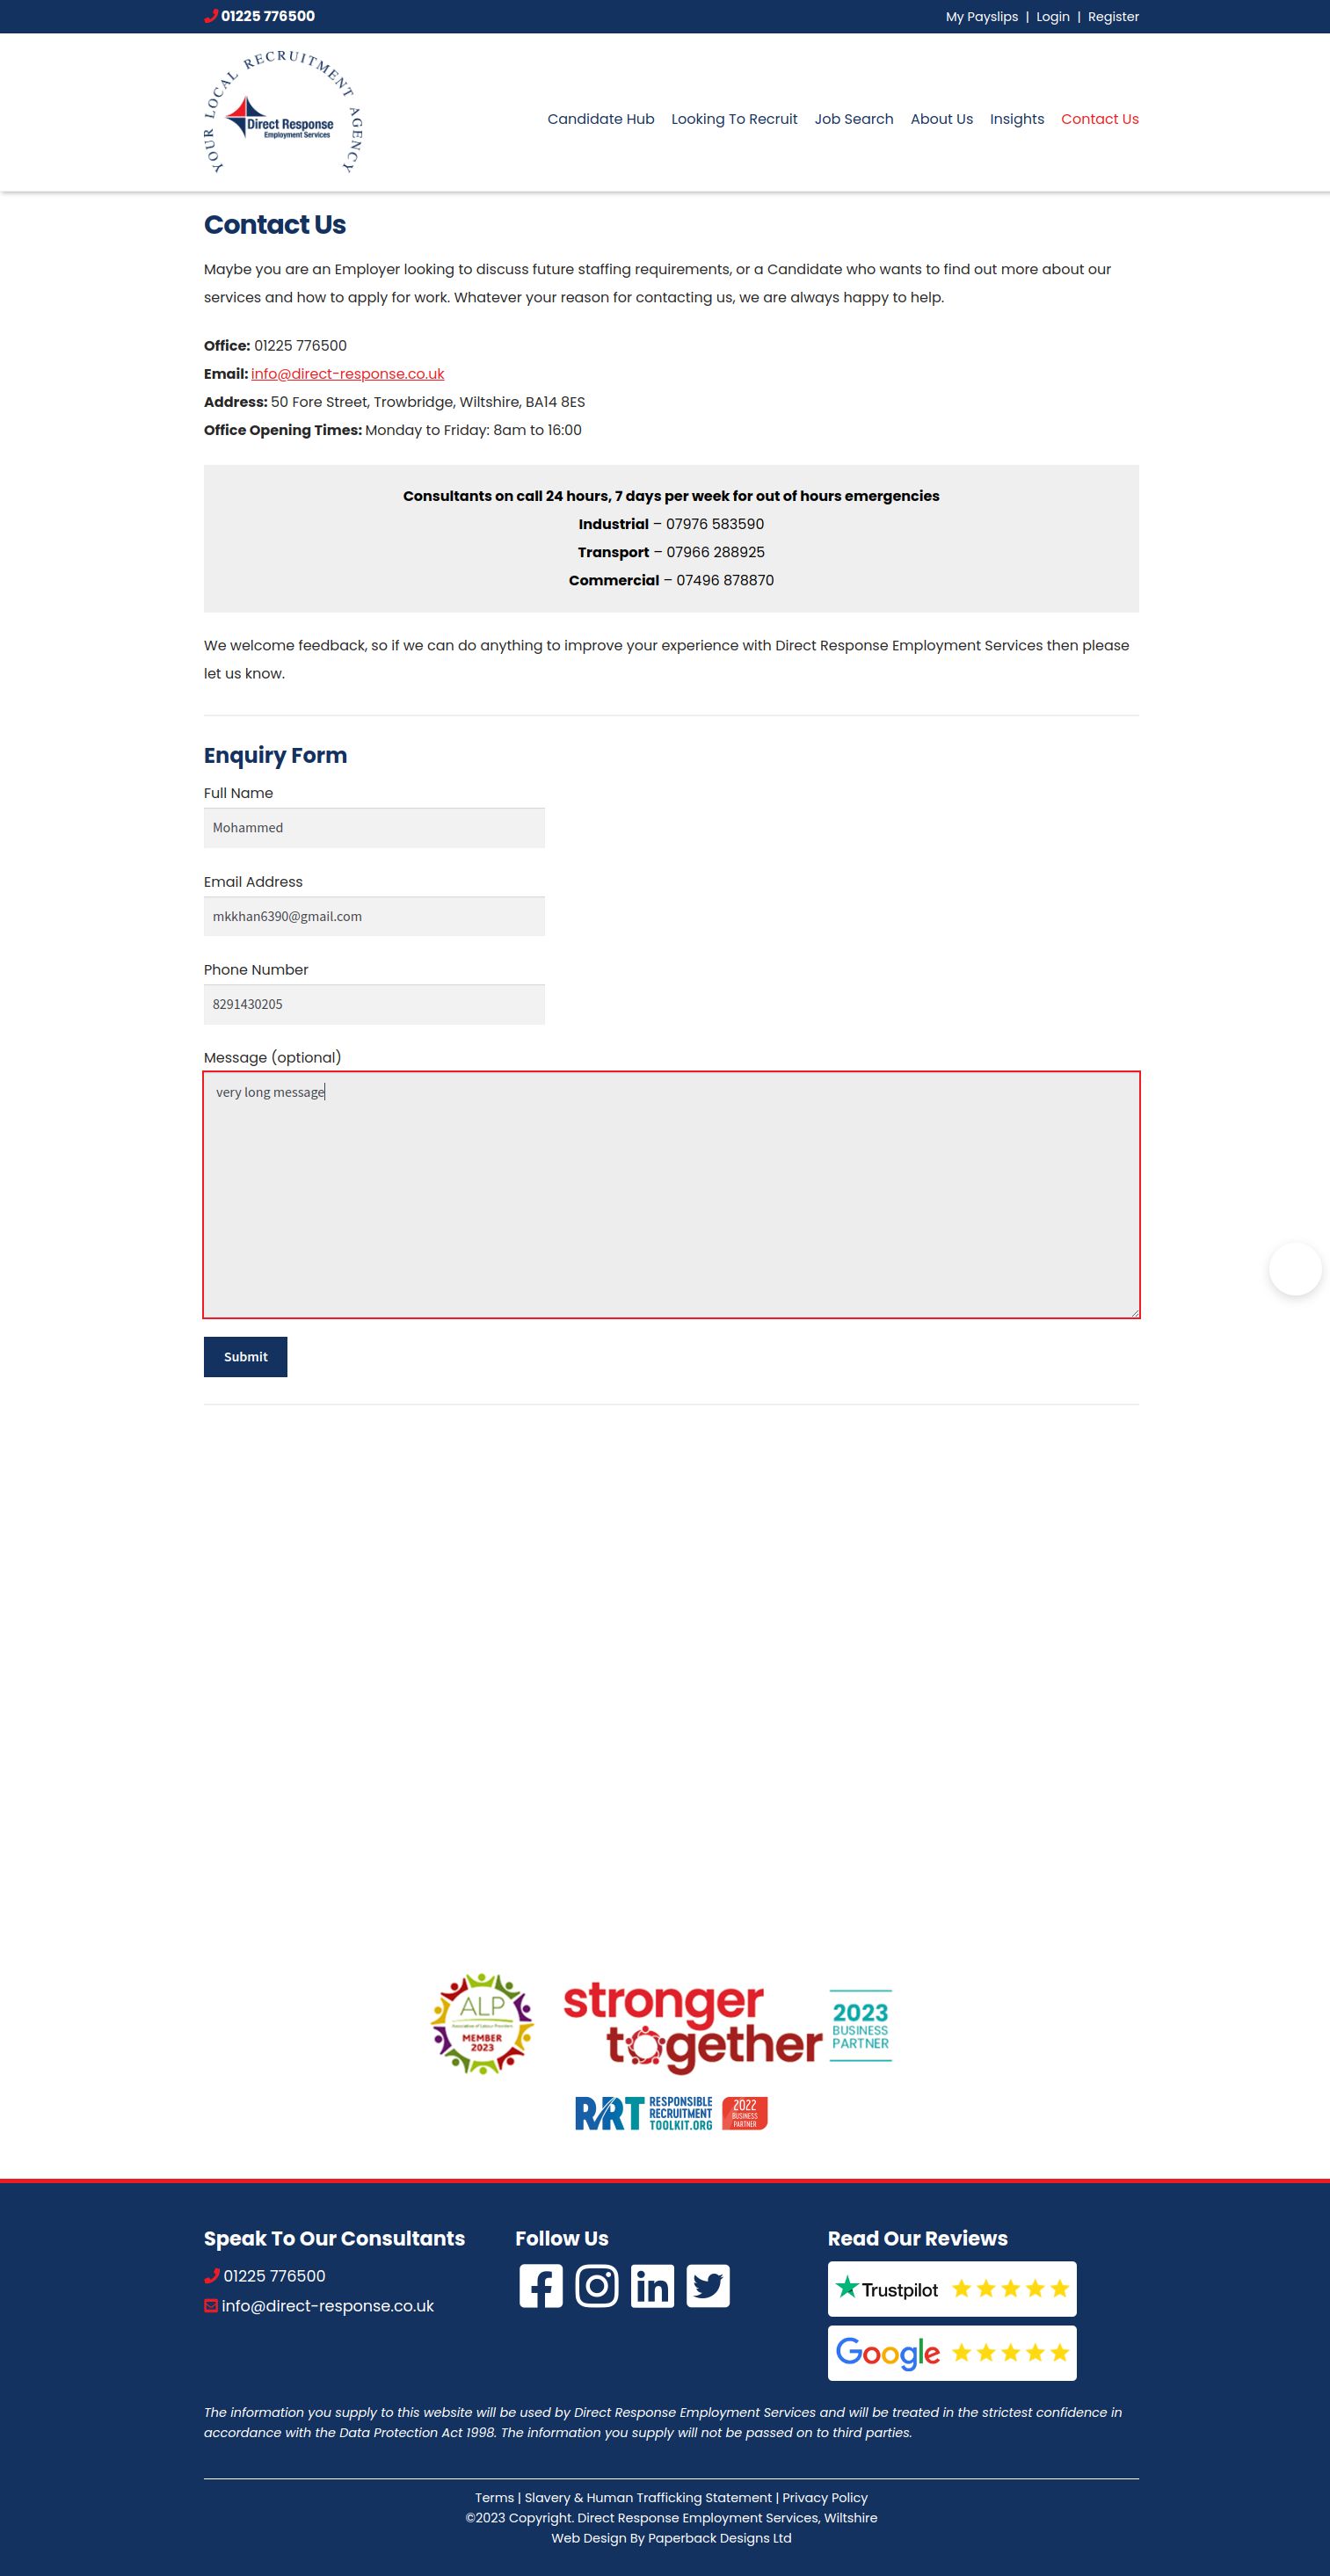 01225 776500
My Payslips | Login | Register
YOUR LOCAL RECRUITMENT AGENCY
Direct Response
Employment Services
Candidate Hub Looking To Recruit Job Search About Us Insights Contact Us
Contact Us
Maybe you are an Employer looking to discuss future staffing requirements, or a Candidate who wants to find out more about our
services and how to apply for work. Whatever your reason for contacting us, we are always happy to help.
Office: 01225 776500
Email: info@direct-response.co.uk
Address: 50 Fore Street, Trowbridge, Wiltshire, BA14 8ES
Office Opening Times: Monday to Friday: 8am to 16:00
Consultants on call 24 hours, 7 days per week for out of hours emergencies
Industrial – 07976 583590
Transport – 07966 288925
Commercial – 07496 878870
We welcome feedback, so if we can do anything to improve your experience with Direct Response Employment Services then please
let us know.
Enquiry Form
Full Name
Mohammed
Email Address
mkkhan6390@gmail.com
Phone Number
8291430205
Message (optional)
very long message
Submit
ALP
Association of Labour Providers
MEMBER
2023
stronger
together
2023
BUSINESS
PARTNER
RRT RESPONSIBLE
RECRUITMENT
TOOLKIT.ORG
2022
BUSINESS
PARTNER
Speak To Our Consultants
01225 776500
info@direct-response.co.uk
Follow Us
Read Our Reviews
Trustpilot
Google
The information you supply to this website will be used by Direct Response Employment Services and will be treated in the strictest confidence in
accordance with the Data Protection Act 1998. The information you supply will not be passed on to third parties.
Terms | Slavery & Human Trafficking Statement | Privacy Policy
©2023 Copyright. Direct Response Employment Services, Wiltshire
Web Design By Paperback Designs Ltd